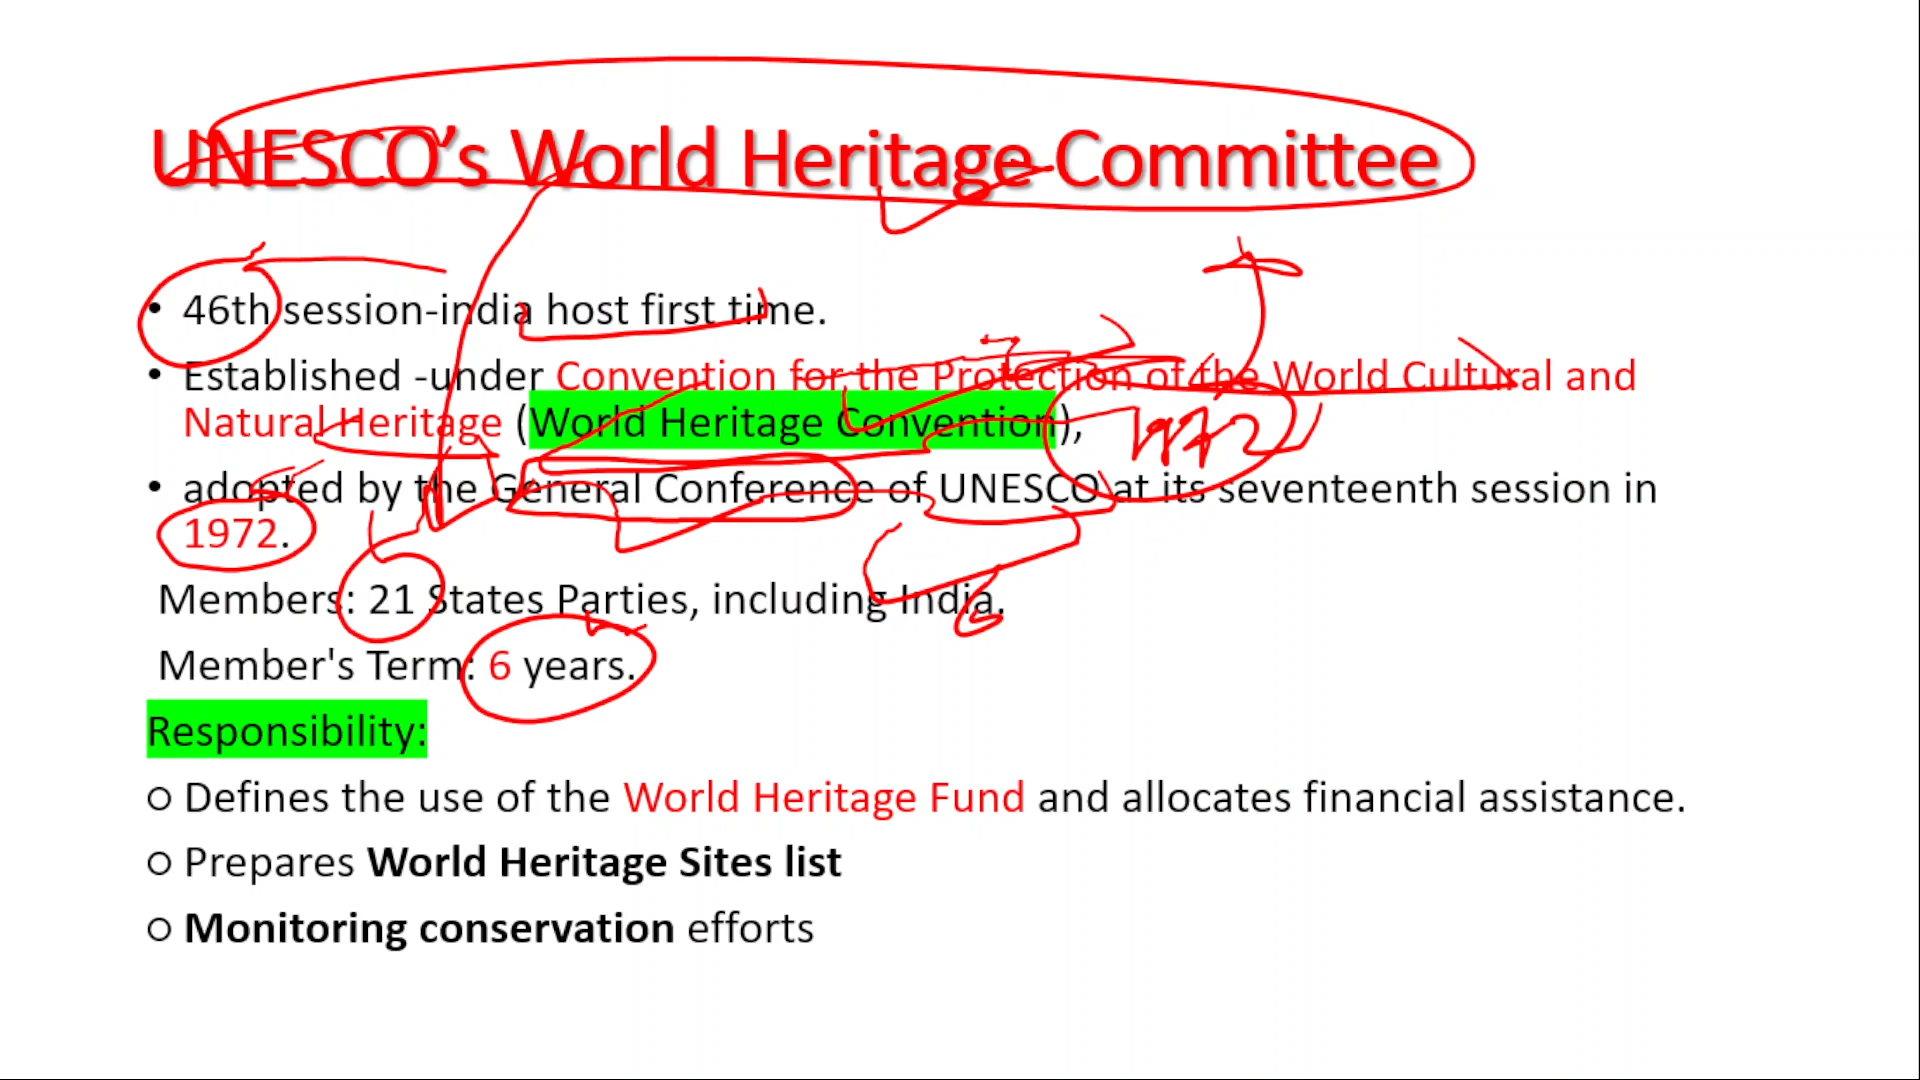 UNESCO's World Heritage Committee
• 46th session-india host first time.
• Established -under Convention for the Protection of the World Cultural and
Natural Heritage (World Heritage Convention),
1972
• adopted by the General Conference of UNESCO at its seventeenth session in
1972.
Members: 21 States Parties, including India.
6
Member's Term: 6 years.
Responsibility:
○ Defines the use of the World Heritage Fund and allocates financial assistance.
○ Prepares World Heritage Sites list
○ Monitoring conservation efforts